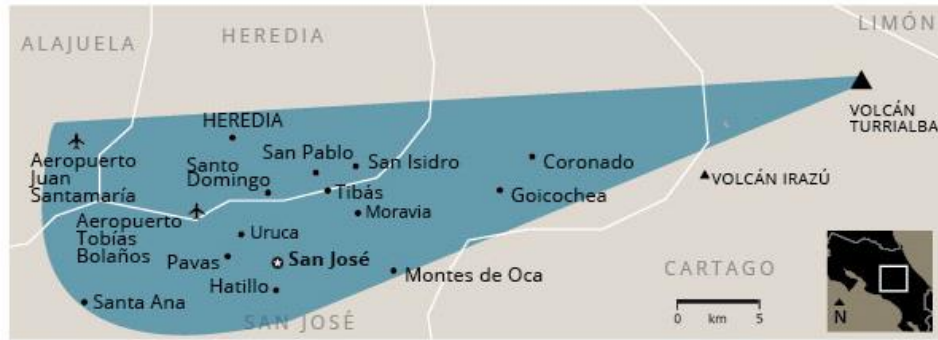 LIMÓN
ALAJUELA
HEREDIA
VOLCÁN
TURRIALBA
HEREDIA
Aeropuerto
Juan
Santamaría
Santo
Domingo
San Pablo
San Isidro
Coronado
VOLCÁN IRAZÚ
Tibás
Goicochea
Moravia
Aeropuerto
Tobías
Bolaños
Uruca
Pavas
San José
Montes de Oca
CARTAGO
Hatillo
Santa Ana
SAN JOSÉ
0 km 5
N